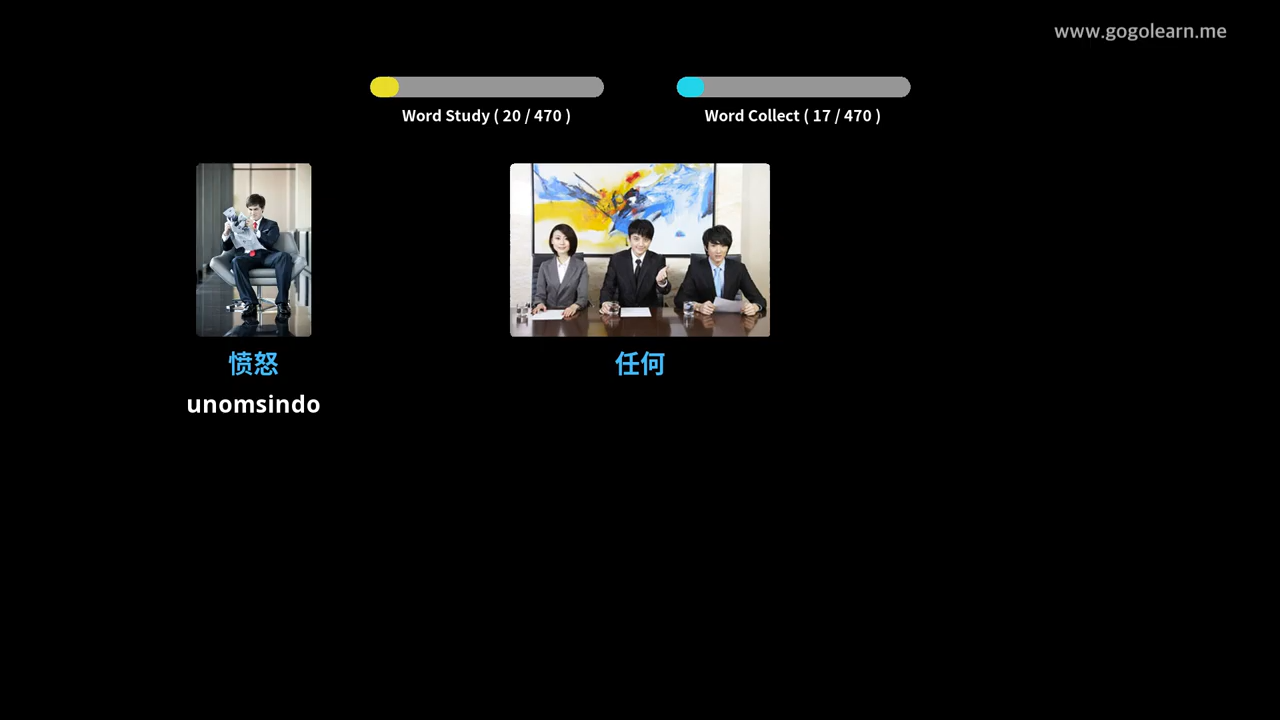 www.gogolearn.me
Word Study ( 20 / 470 )
Word Collect ( 17 / 470 )
愤怒
任何
unomsindo